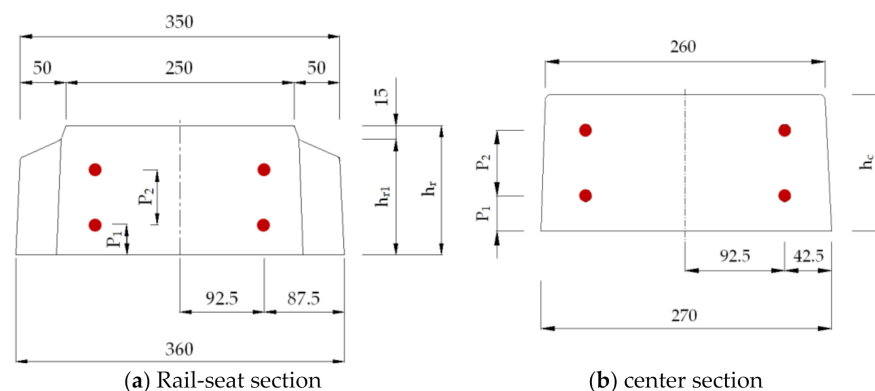 350
50
250
50
15
P₂
P₁
hᵣ₁
hᵣ
92.5
87.5
360
(a) Rail-seat section
260
P₂
P₁
h꜀
92.5
42.5
270
(b) center section